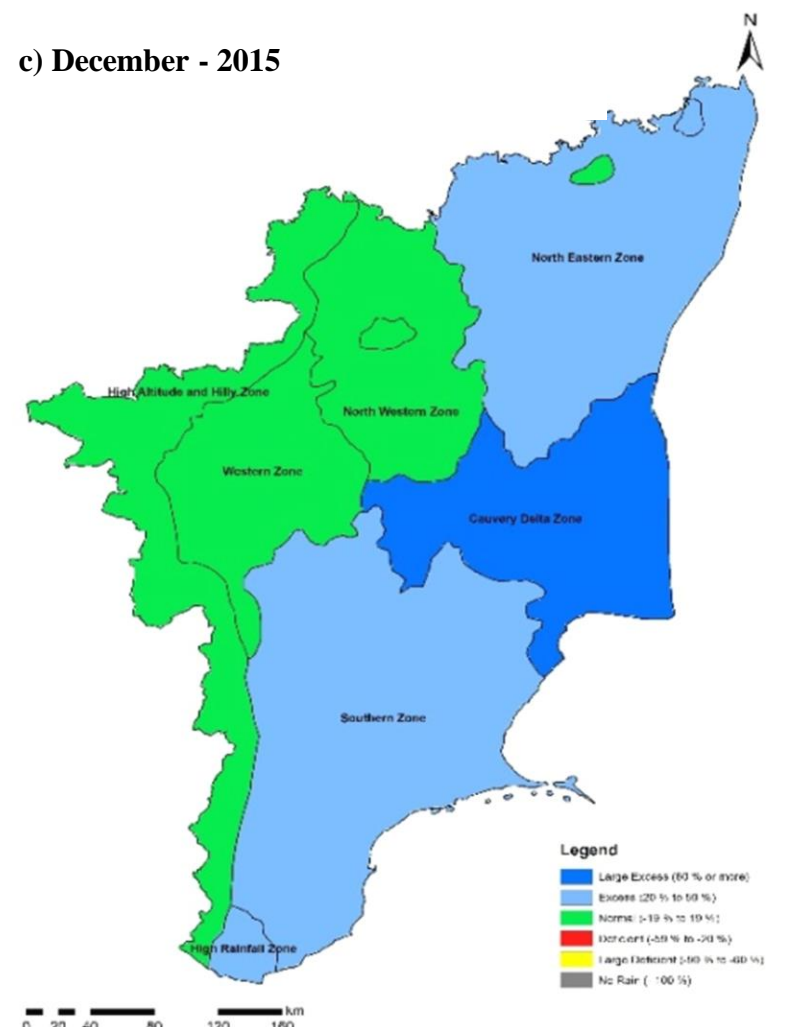 N
c) December - 2015
North Eastern Zone
High Altitude and Hilly Zone
North Western Zone
Western Zone
Cauvery Delta Zone
Southern Zone
High Rainfall Zone
Legend
Large Excess (60 % or more)
Excess (20 % to 59 %)
Normal (-19 % to 19 %)
Deficient (-59 % to -20 %)
Large Deficient (-60 %)
No Rain (-100 %)
km
0 20 40 80 120 160